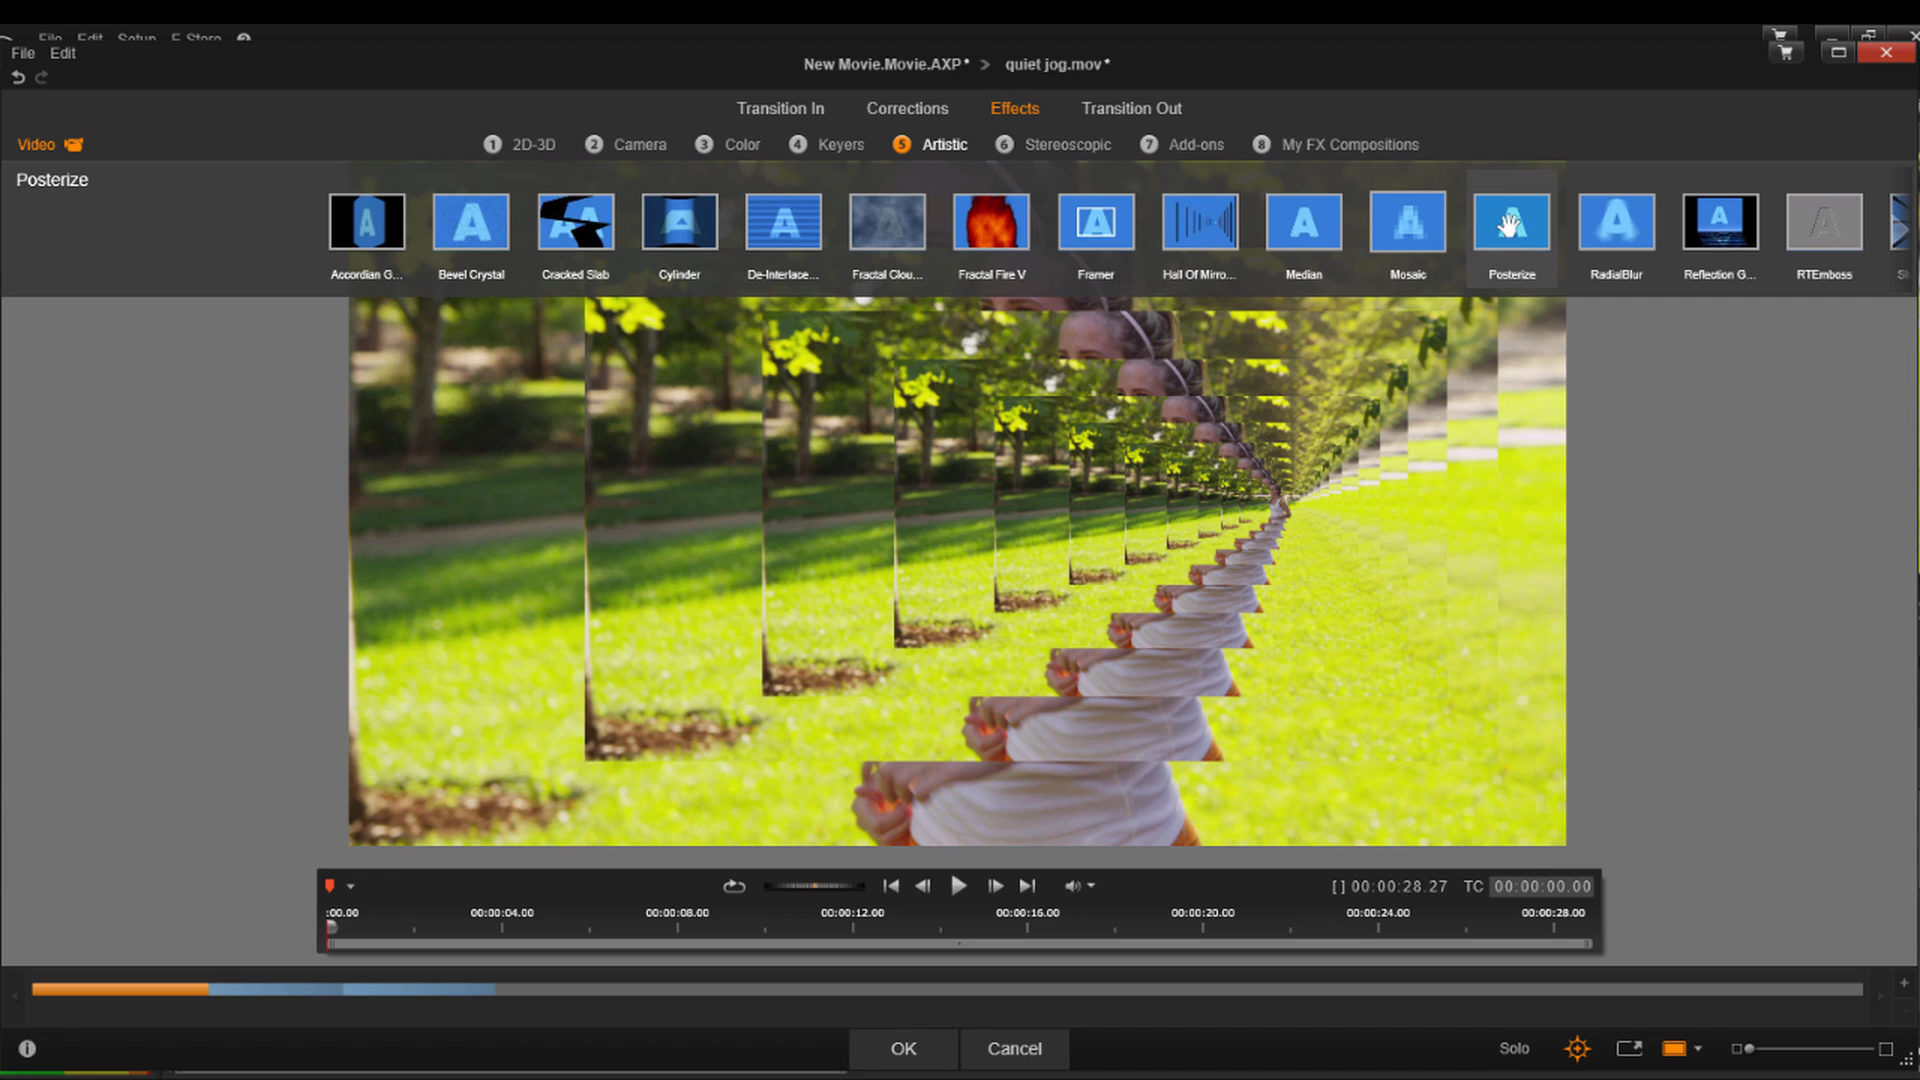 File Edit Setup E-Store
File Edit
New Movie.Movie.AXP* > quiet jog.mov*
Transition In Corrections Effects Transition Out
Video
1 2D-3D 2 Camera 3 Color 4 Keyers 5 Artistic 6 Stereoscopic 7 Add-ons 8 My FX Compositions
Posterize
Accordian G... Bevel Crystal Cracked Slab Cylinder De-Interlace... Fractal Clou... Fractal Fire V Framer Hall Of Mirro... Median Mosaic Posterize RadialBlur Reflection G... RTEmboss
[] 00:00:28.27 TC 00:00:00.00
:00.00 00:00:04.00 00:00:08.00 00:00:12.00 00:00:16.00 00:00:20.00 00:00:24.00 00:00:28.00
OK Cancel Solo